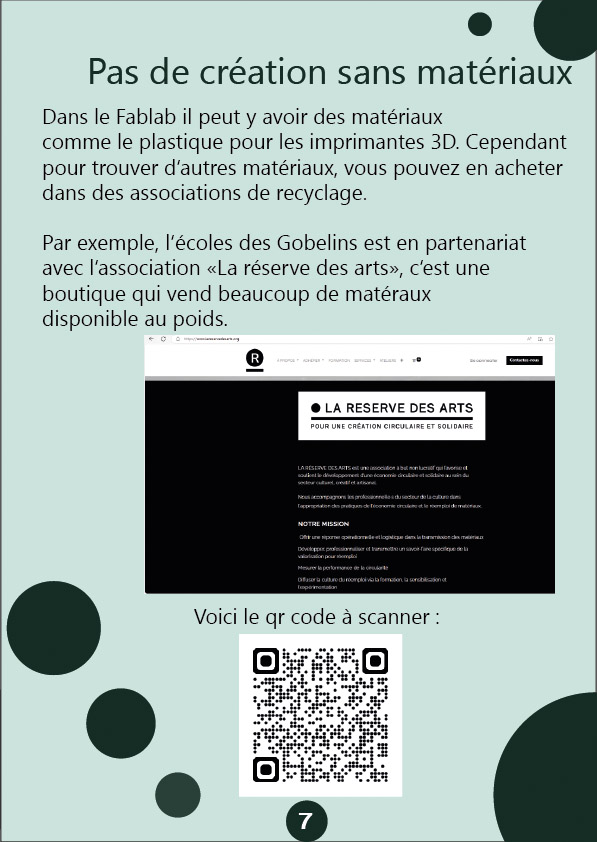 Pas de création sans matériaux
Dans le Fablab il peut y avoir des matériaux
comme le plastique pour les imprimantes 3D. Cependant
pour trouver d'autres matériaux, vous pouvez en acheter
dans des associations de recyclage.
Par exemple, l'écoles des Gobelins est en partenariat
avec l'association «La réserve des arts», c'est une
boutique qui vend beaucoup de matéraux
disponible au poids.
R
À PROPOS ADHÉRER FORMATION SERVICES ATELIERS
Contactez-nous
LA RESERVE DES ARTS
POUR UNE CRÉATION CIRCULAIRE ET SOLIDAIRE
LA RÉSERVE DES ARTS est une association à but non lucratif qui favorise et
soutient le développement d'une économie circulaire et solidaire au sein du
secteur culturel, créatif et artisanal.
Nous accompagnons les professionnel·le·s du secteur de la culture dans
l'appropriation des pratiques de l'économie circulaire et le réemploi de matériaux.
NOTRE MISSION
Offrir une réponse opérationnelle et logistique dans la transmission des matériaux
Développer, professionnaliser et transmettre un savoir-faire spécifique de la
valorisation pour réemploi
Mesurer la performance de la circularité
Diffuser la culture du réemploi via la formation, la sensibilisation et
l'expérimentation
Voici le qr code à scanner :
7